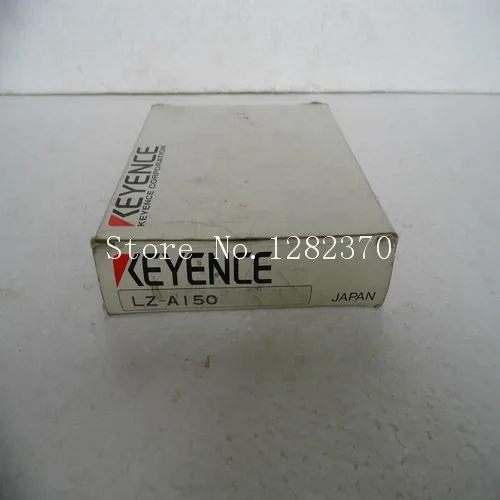 KEYENCE
KEYENCE CORPORATION
Store No. 1282370
KEYENCE
LZ-A150
JAPAN